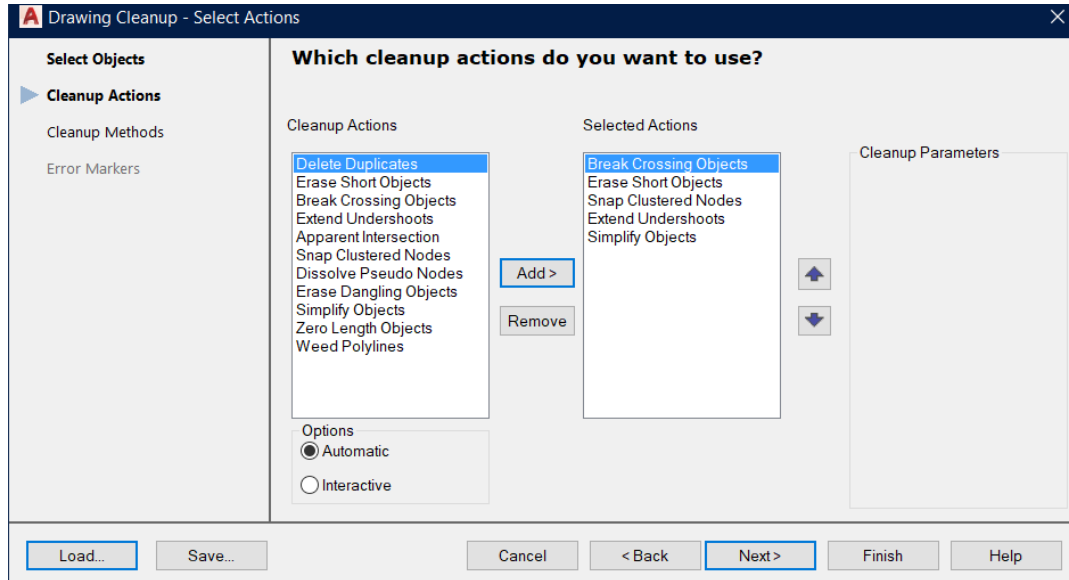 Drawing Cleanup - Select Actions
Select Objects
Cleanup Actions
Cleanup Methods
Error Markers
Which cleanup actions do you want to use?
Cleanup Actions
Delete Duplicates
Erase Short Objects
Break Crossing Objects
Extend Undershoots
Apparent Intersection
Snap Clustered Nodes
Dissolve Pseudo Nodes
Erase Dangling Objects
Simplify Objects
Zero Length Objects
Weed Polylines
Options
Automatic
Interactive
Add >
Remove
Selected Actions
Break Crossing Objects
Erase Short Objects
Snap Clustered Nodes
Extend Undershoots
Simplify Objects
Cleanup Parameters
Load...
Save...
Cancel
< Back
Next >
Finish
Help